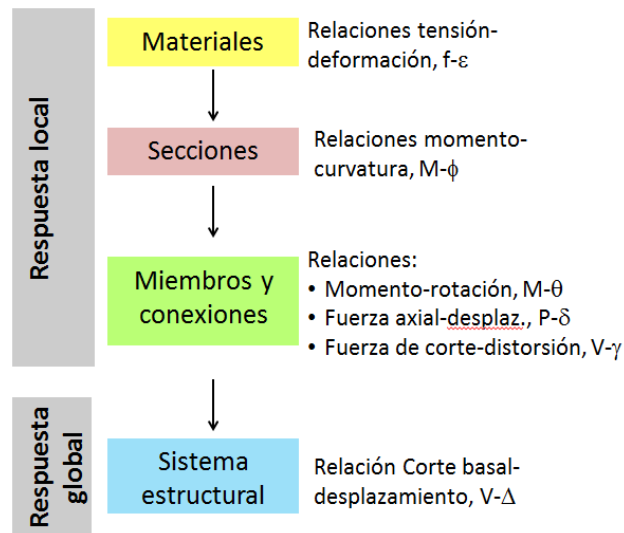 Respuesta local
Materiales
Relaciones tensión-
deformación, f-ε
Secciones
Relaciones momento-
curvatura, M-ϕ
Miembros y
conexiones
Relaciones:
• Momento-rotación, M-θ
• Fuerza axial-desplaz., P-δ
• Fuerza de corte-distorsión, V-γ
Respuesta
global
Sistema
estructural
Relación Corte basal-
desplazamiento, V-Δ